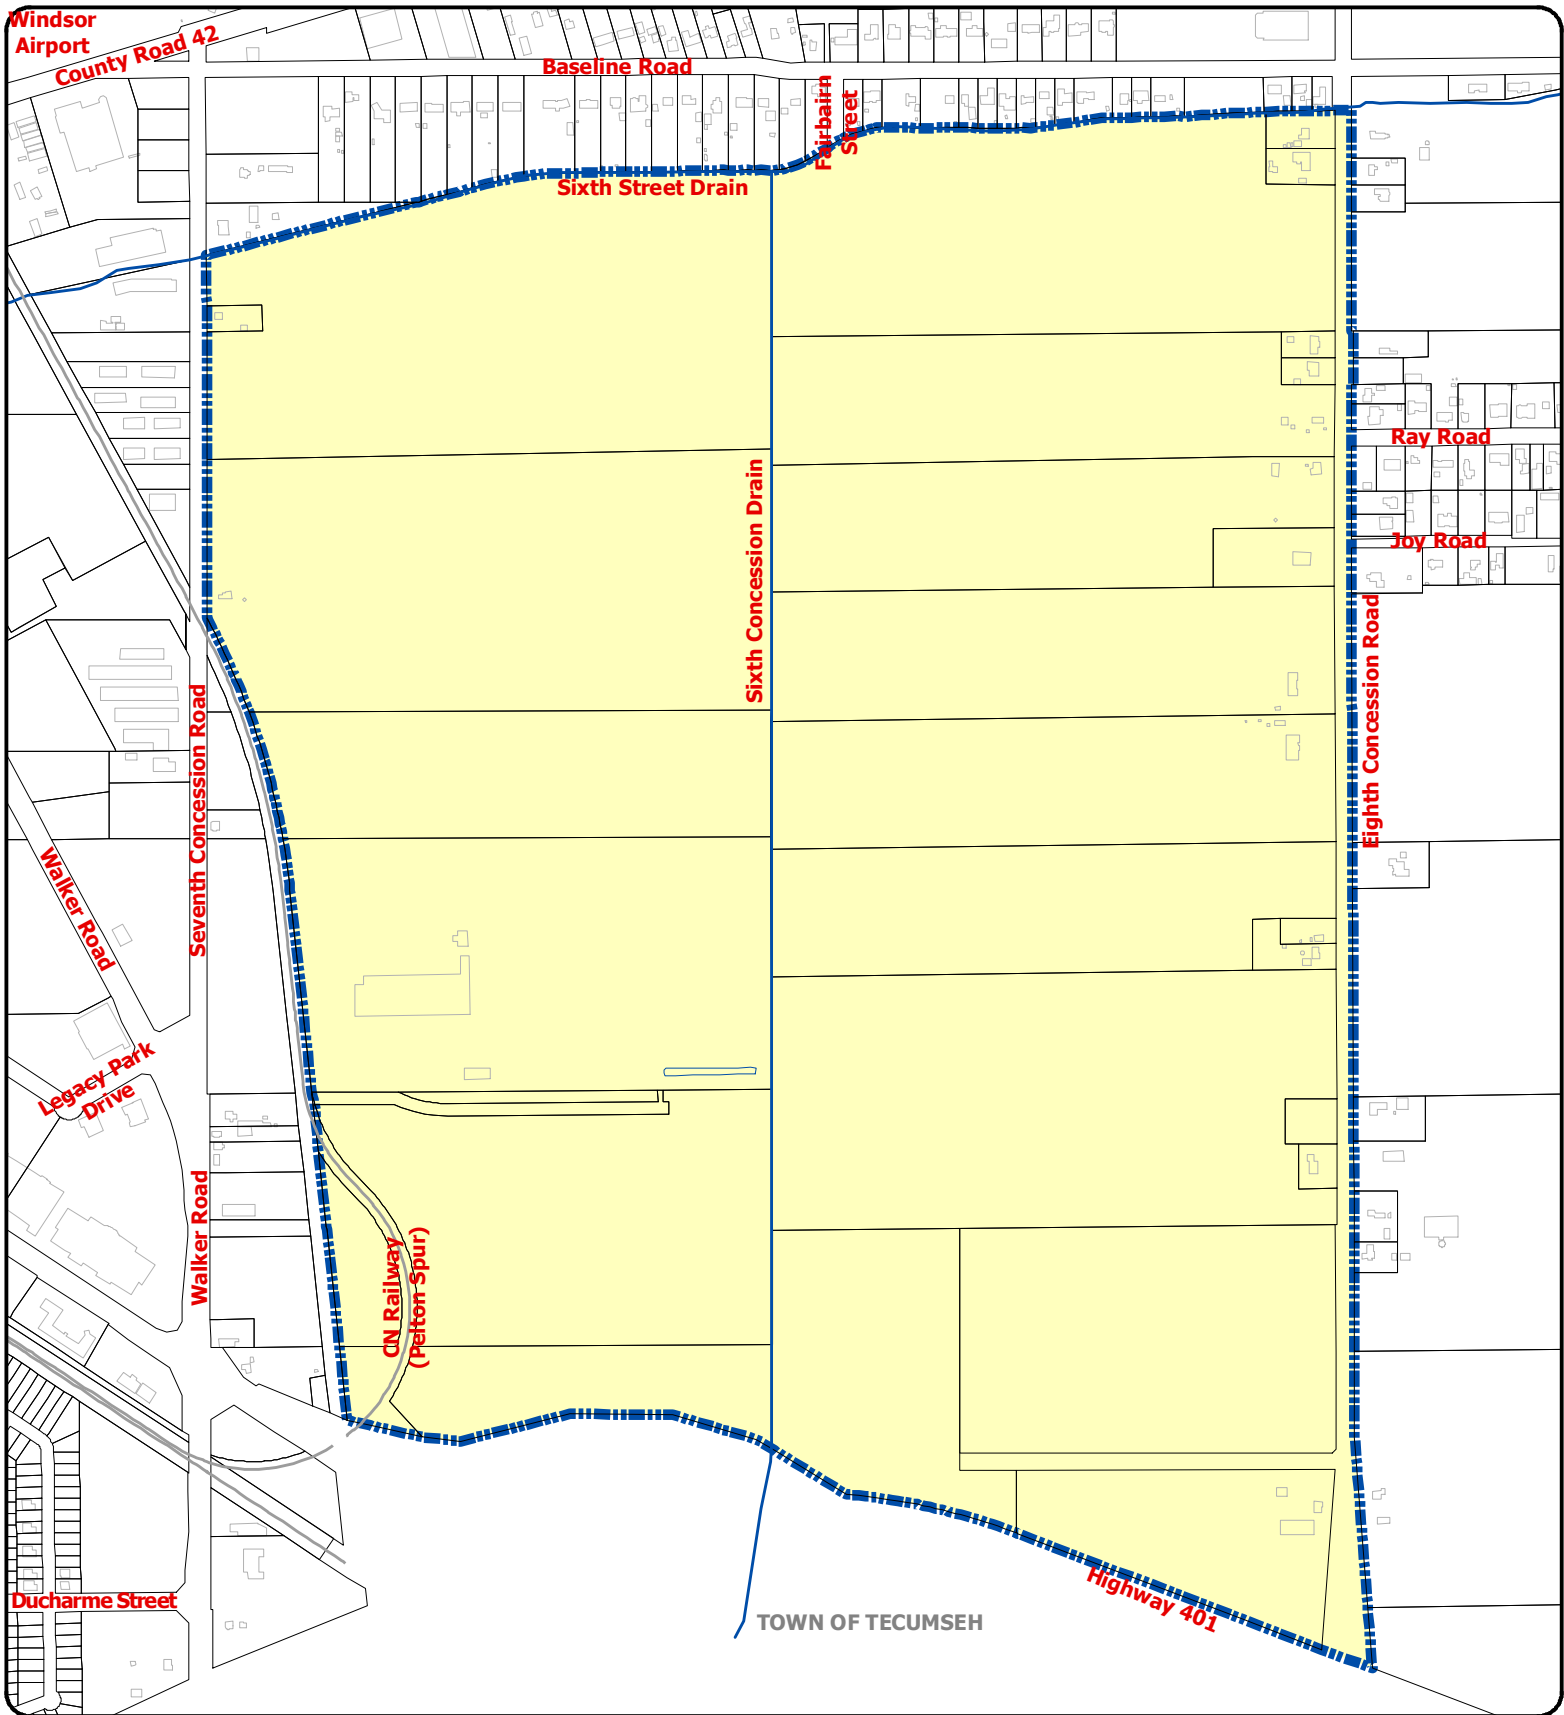 Windsor
Airport
County Road 42
Baseline Road
Fairbairn
Street
Sixth Street Drain
Ray Road
Sixth Concession Drain
Joy Road
Eighth Concession Road
Seventh Concession Road
Walker Road
Legacy Park
Drive
Walker Road
CN Railway
(Pelton Spur)
Highway 401
Ducharme Street
TOWN OF TECUMSEH